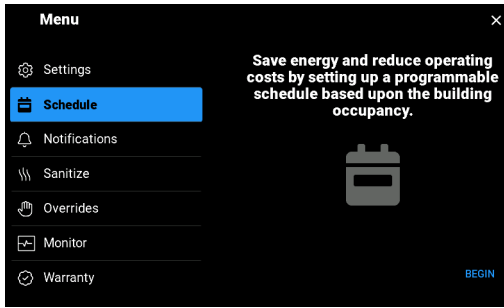 Menu
Settings
Schedule
Notifications
Sanitize
Overrides
Monitor
Warranty
Save energy and reduce operating
costs by setting up a programmable
schedule based upon the building
occupancy.
BEGIN